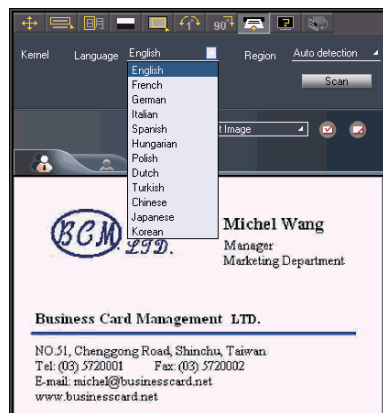 90°
Kernel Language English Region Auto detection
English
French
German
Italian
Spanish
Hungarian
Polish
Dutch
Turkish
Chinese
Japanese
Korean
Scan
t Image
BCM
LTD.
Michel Wang
Manager
Marketing Department
Business Card Management LTD.
NO.51, Chenggong Road, Shinchu, Taiwan
Tel: (03) 5720001 Fax: (03) 5720002
E-mail: michel@businesscard.net
www.businesscard.net